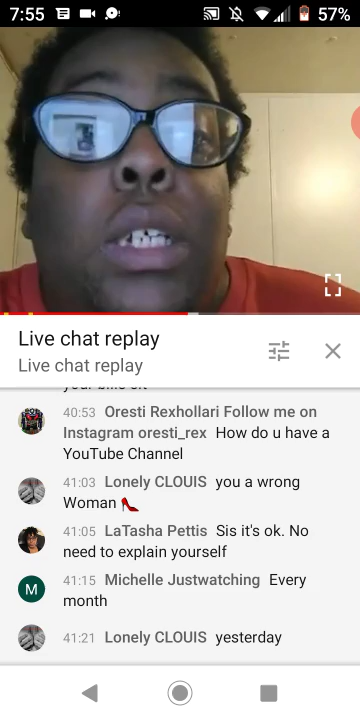 7:55 57%
Live chat replay
Live chat replay
40:53 Oresti Rexhollari Follow me on
Instagram oresti_rex How do u have a
YouTube Channel
41:03 Lonely CLOUIS you a wrong
Woman 👠
41:05 LaTasha Pettis Sis it's ok. No
need to explain yourself
M 41:15 Michelle Justwatching Every
month
41:21 Lonely CLOUIS yesterday